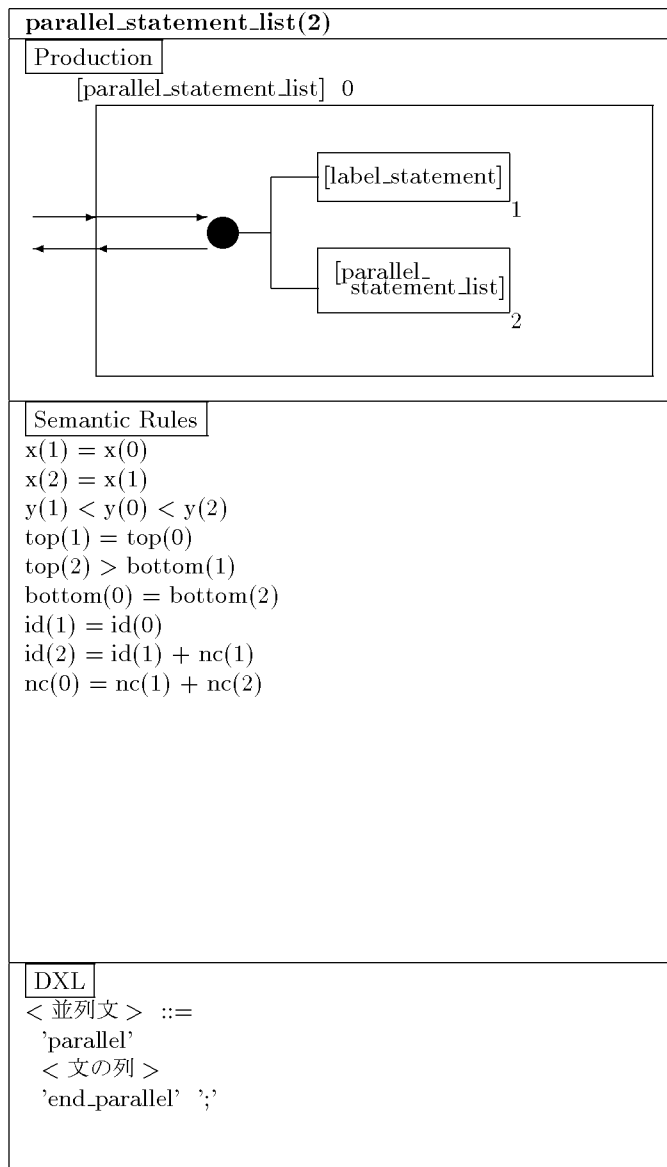 parallel_statement_list(2)
Production
[parallel_statement_list] 0
[label_statement]
1
[parallel_
statement_list]
2
Semantic Rules
x(1) = x(0)
x(2) = x(1)
y(1) < y(0) < y(2)
top(1) = top(0)
top(2) > bottom(1)
bottom(0) = bottom(2)
id(1) = id(0)
id(2) = id(1) + nc(1)
nc(0) = nc(1) + nc(2)
DXL
< 並列文 > ::=
'parallel'
< 文の列 >
'end_parallel' ';'